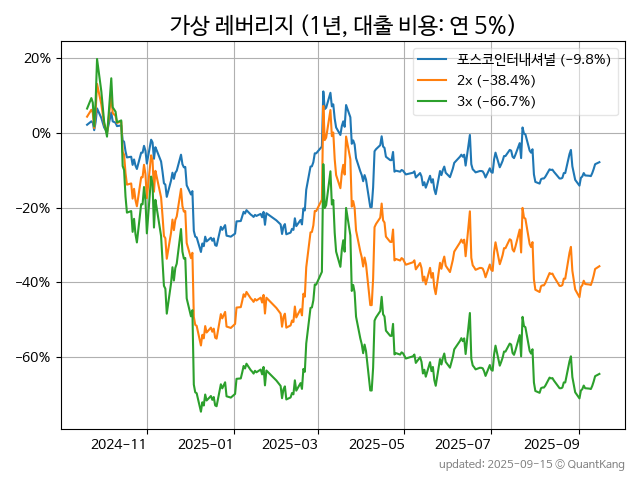 가상 레버리지 (1년, 대출 비용: 연 5%)
포스코인터내셔널 (−9.8%)
2x (−38.4%)
3x (−66.7%)
20%
0%
−20%
−40%
−60%
2024-11
2025-01
2025-03
2025-05
2025-07
2025-09
updated: 2025-09-15 © QuantKang